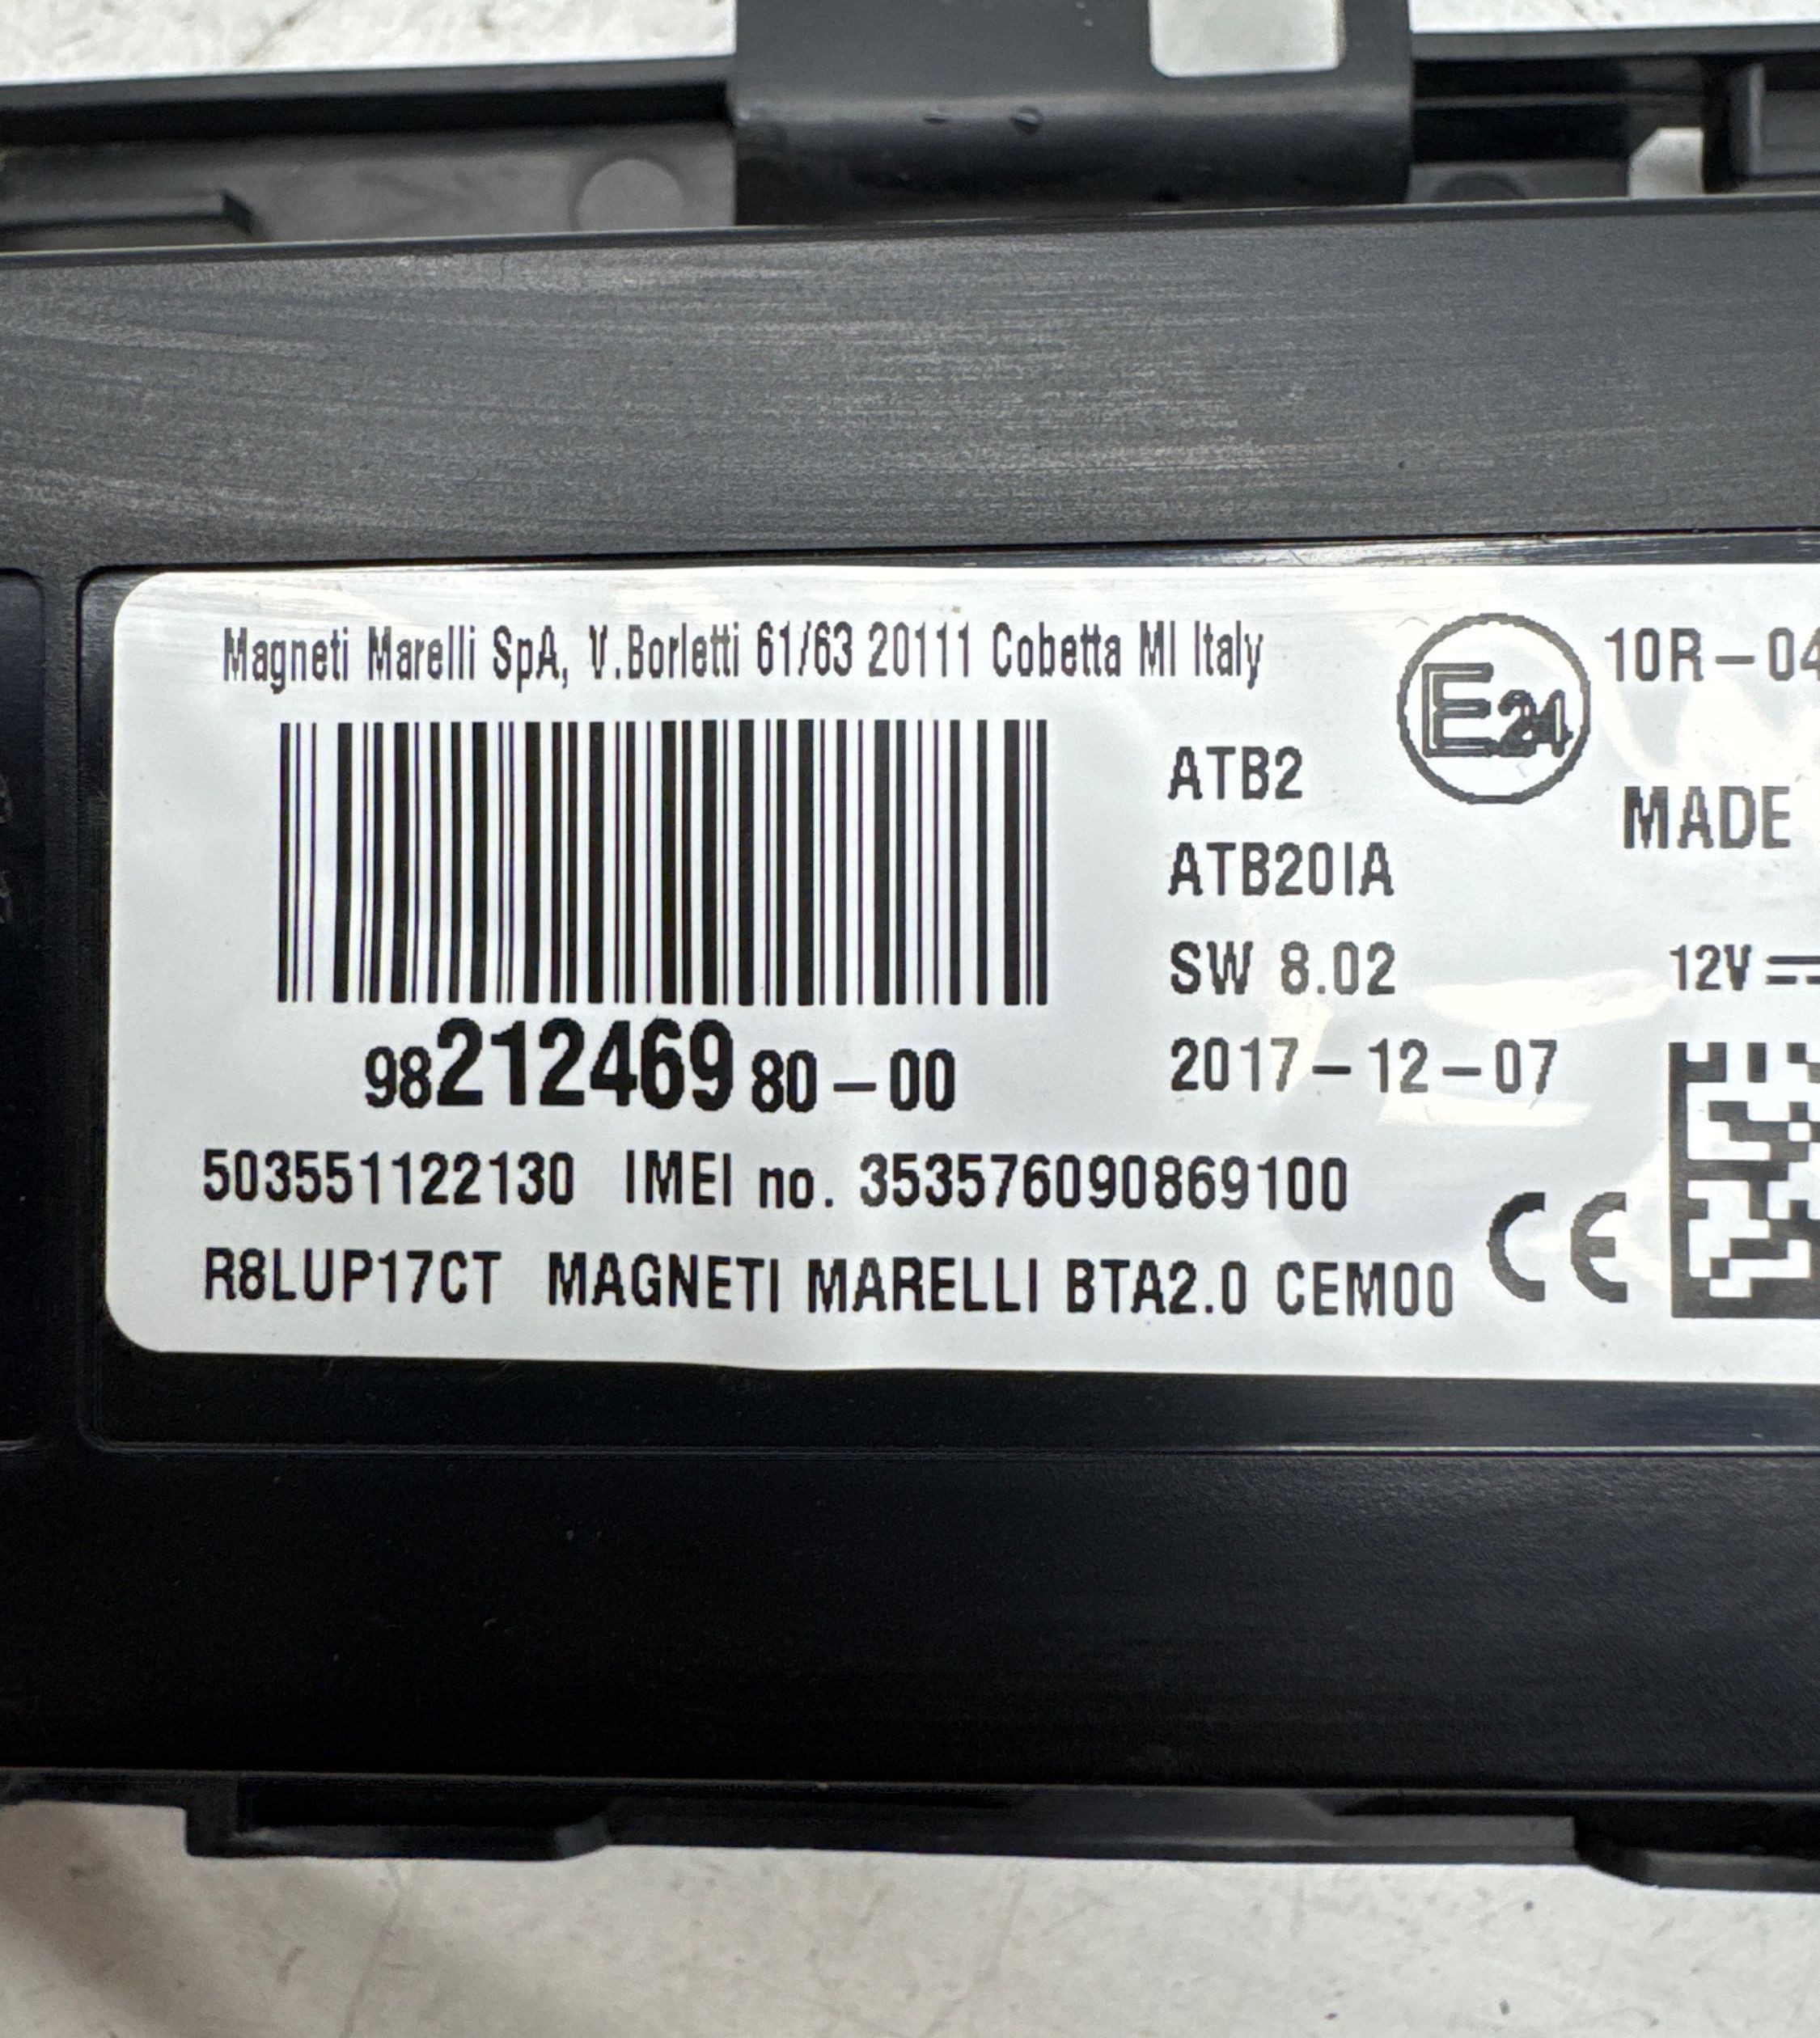 Magneti Marelli SpA, V.Borletti 61/63 20111 Cobetta MI Italy
E24
10R-04
MADE
ATB2
ATB20IA
SW 8.02
12V
2017-12-07
9821246980-00
503551122130 IMEI no. 353576090869100
R8LUP17CT MAGNETI MARELLI BTA2.0 CEM00
CE